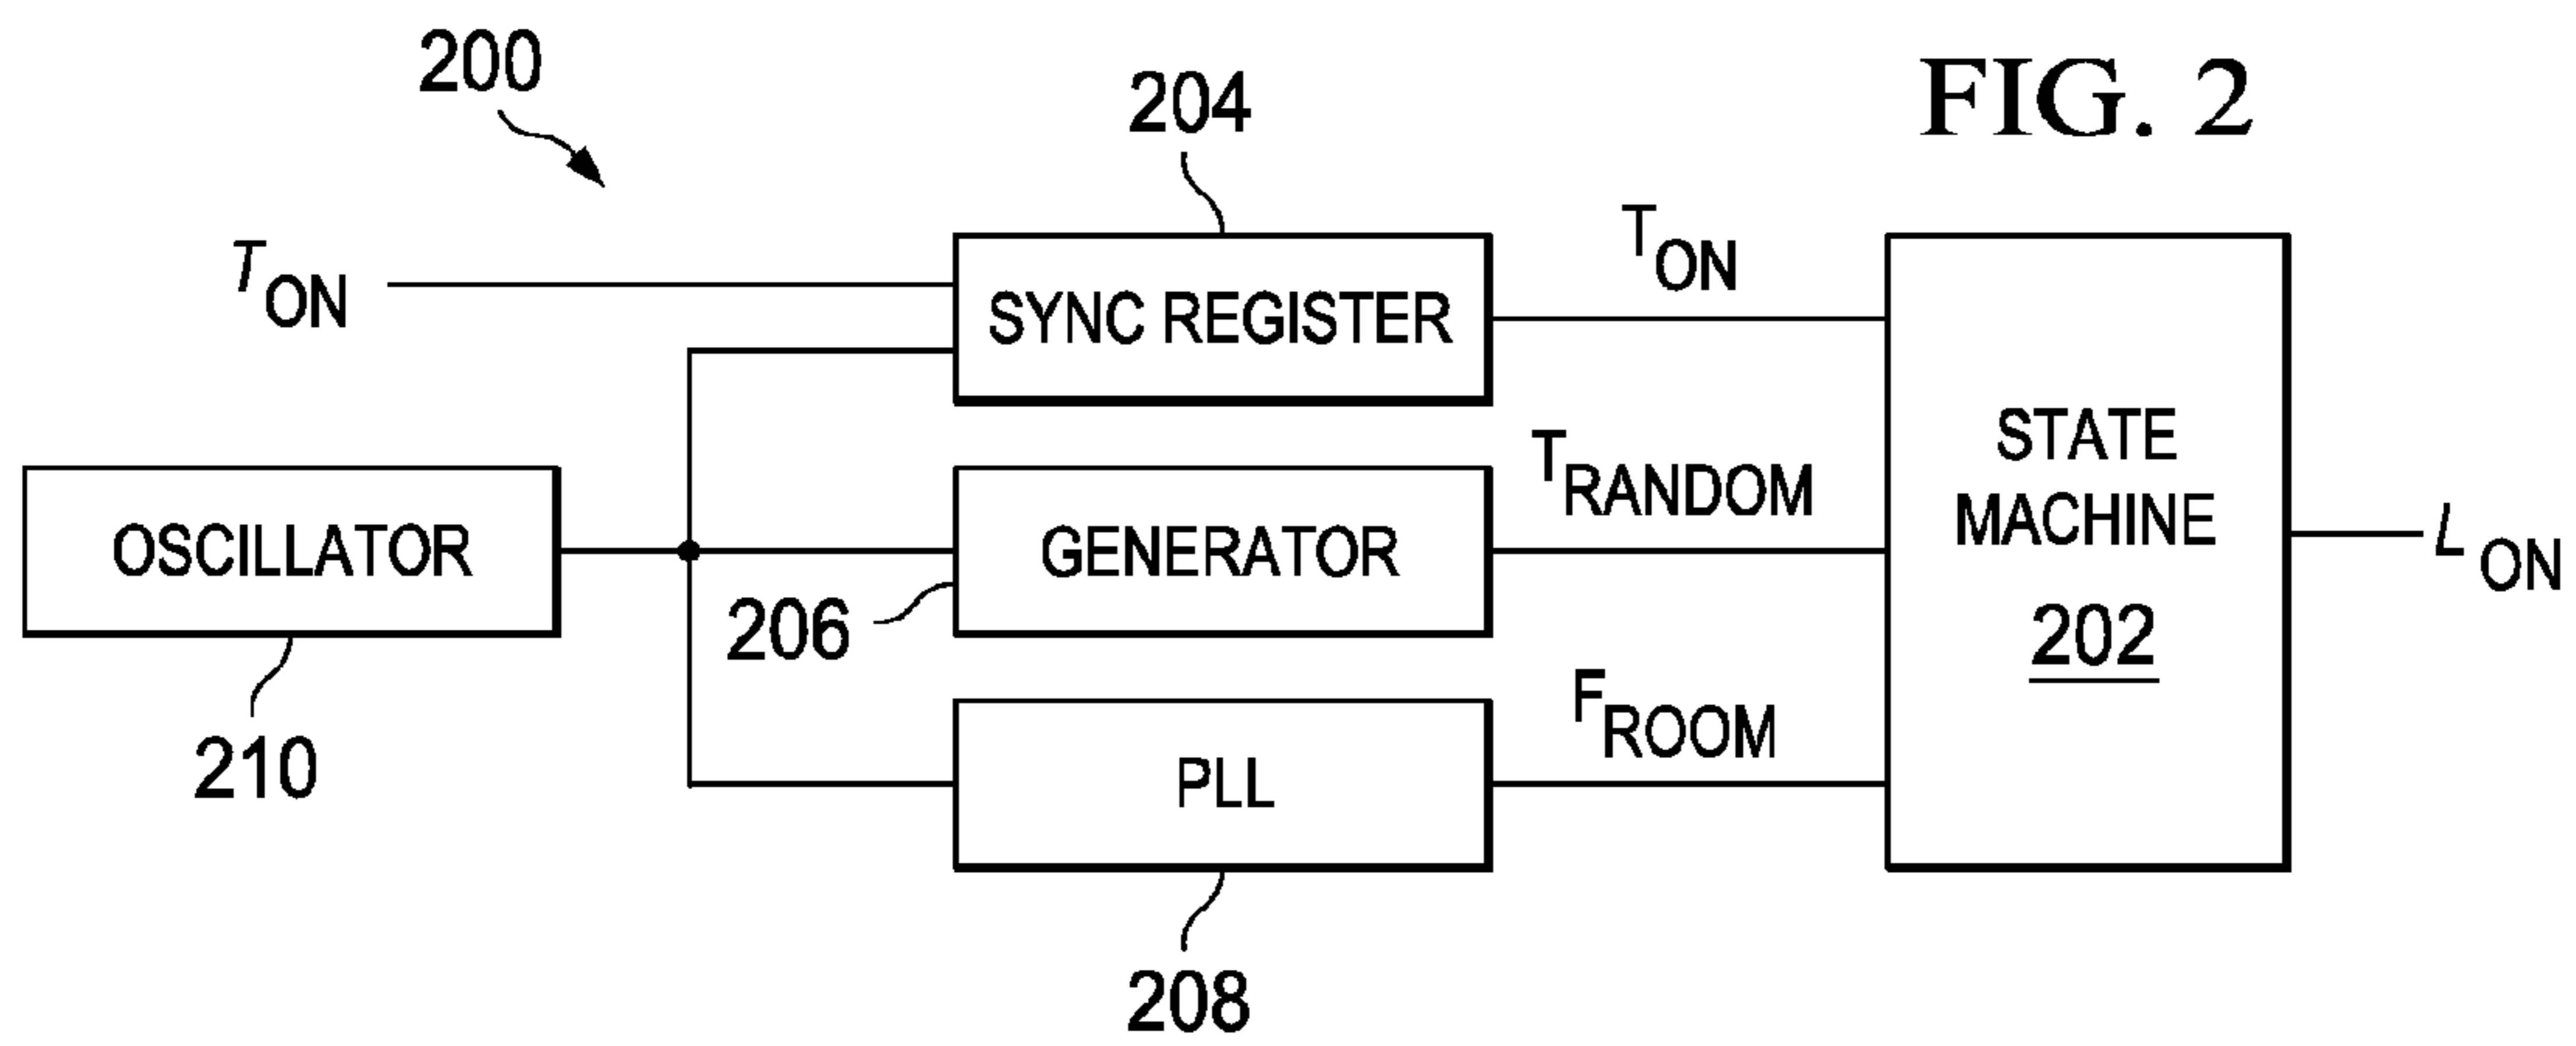 200
204
FIG. 2
TON
SYNC REGISTER
TON
OSCILLATOR
206
GENERATOR
TRANDOM
STATE
MACHINE
202
LON
210
PLL
FROOM
208